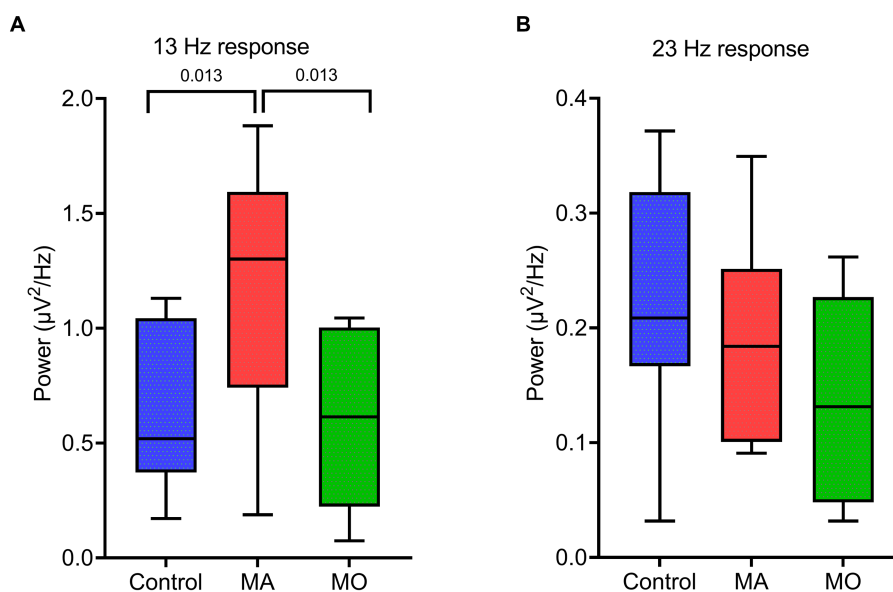 A
13 Hz response
0.013 0.013
2.0
1.5
1.0
0.5
0.0
Power (µV²/Hz)
Control MA MO
B
23 Hz response
0.4
0.3
0.2
0.1
0.0
Power (µV²/Hz)
Control MA MO